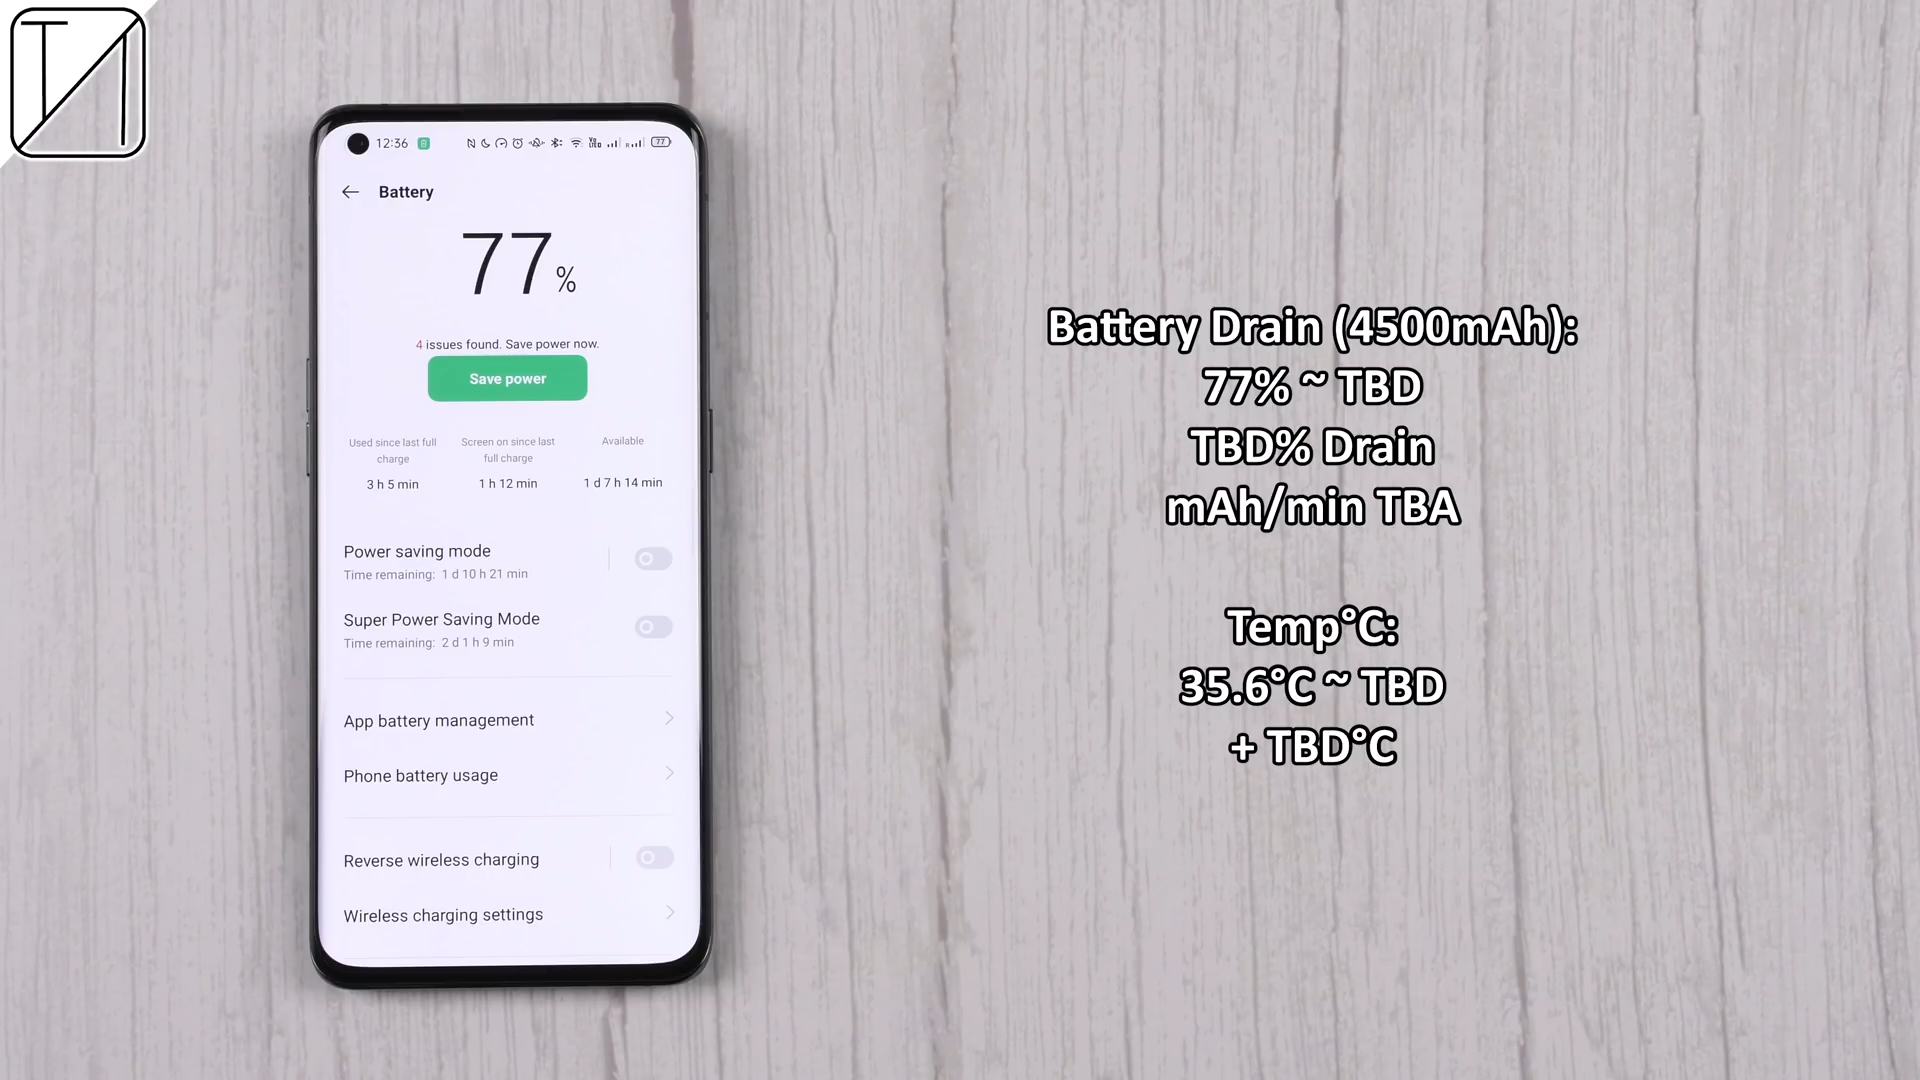 12:36
77
Battery
77%
4 issues found. Save power now.
Save power
Used since last full charge
3 h 5 min
Screen on since last full charge
1 h 12 min
Available
1 d 7 h 14 min
Power saving mode
Time remaining: 1 d 10 h 21 min
Super Power Saving Mode
Time remaining: 2 d 1 h 9 min
App battery management
Phone battery usage
Reverse wireless charging
Wireless charging settings
Battery Drain (4500mAh):
77% ~ TBD
TBD% Drain
mAh/min TBA
Temp°C:
35.6°C ~ TBD
+ TBD°C